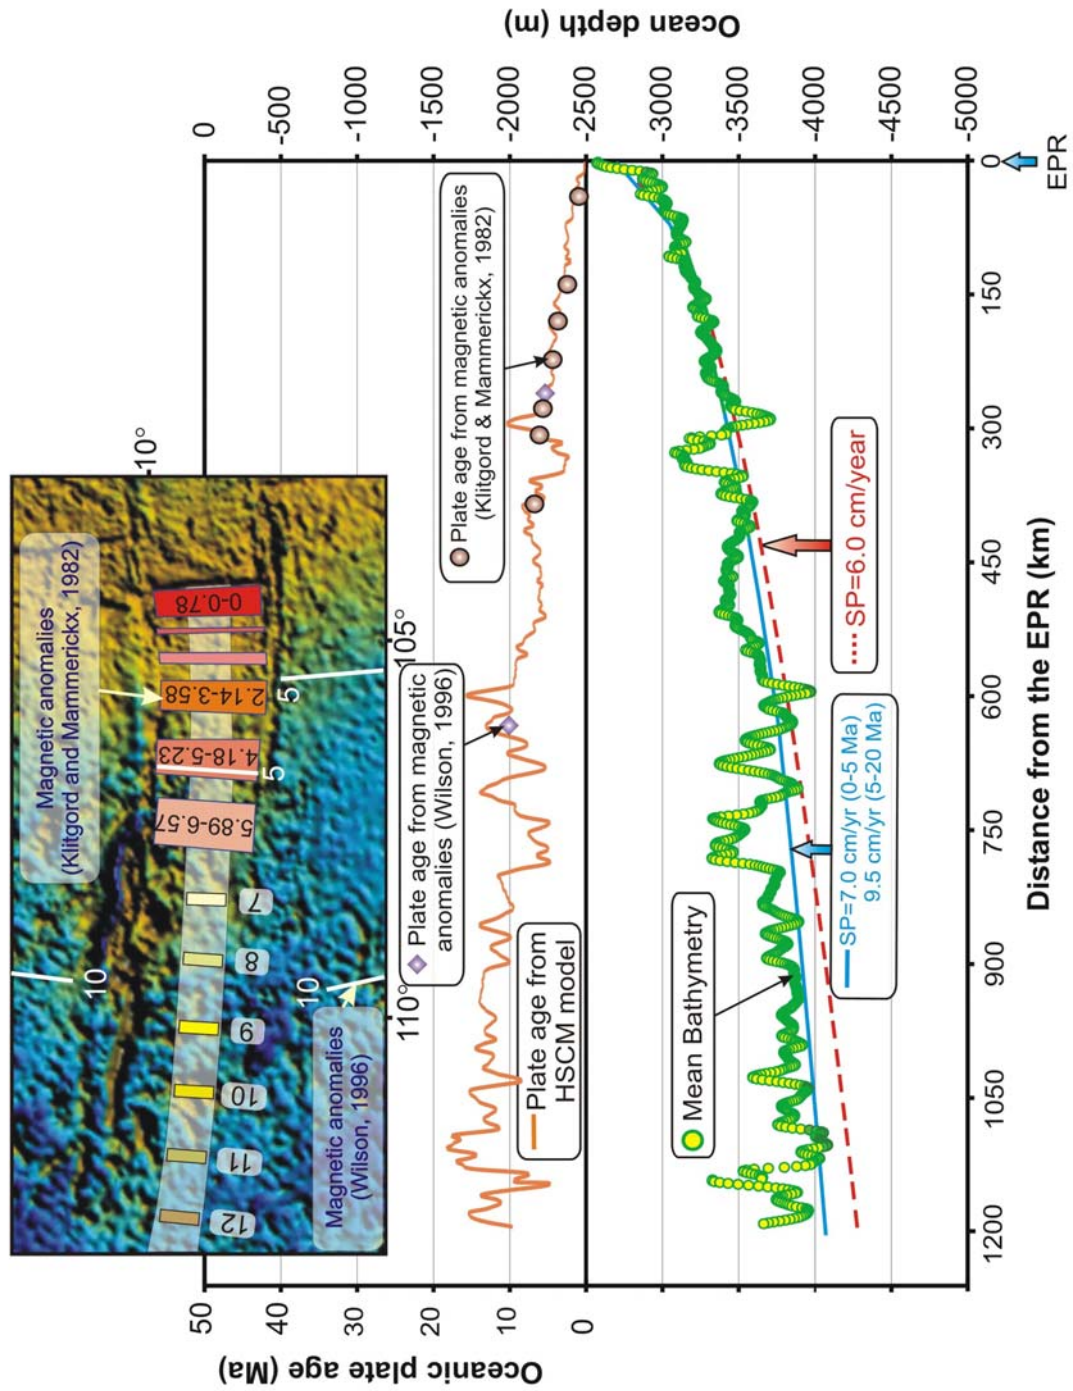 Magnetic anomalies
(Klitgord and Mammerickx, 1982)
10°
12
11
10
9
8
7
5.89-6.57
4.18-5.23
2.14-3.58
0-0.78
10
10
5
5
Magnetic anomalies
(Wilson, 1996)
110°
105°
Plate age from magnetic
anomalies (Wilson, 1996)
Plate age from magnetic anomalies
(Klitgord & Mammerickx, 1982)
Plate age from
HSCM model
Mean Bathymetry
SP=7.0 cm/yr (0-5 Ma)
9.5 cm/yr (5-20 Ma)
SP=6.0 cm/year
Oceanic plate age (Ma)
50
40
30
20
10
0
Ocean depth (m)
0
-500
-1000
-1500
-2000
-2500
-3000
-3500
-4000
-5000
1200
1050
900
750
600
450
300
150
0
EPR
Distance from the EPR (km)